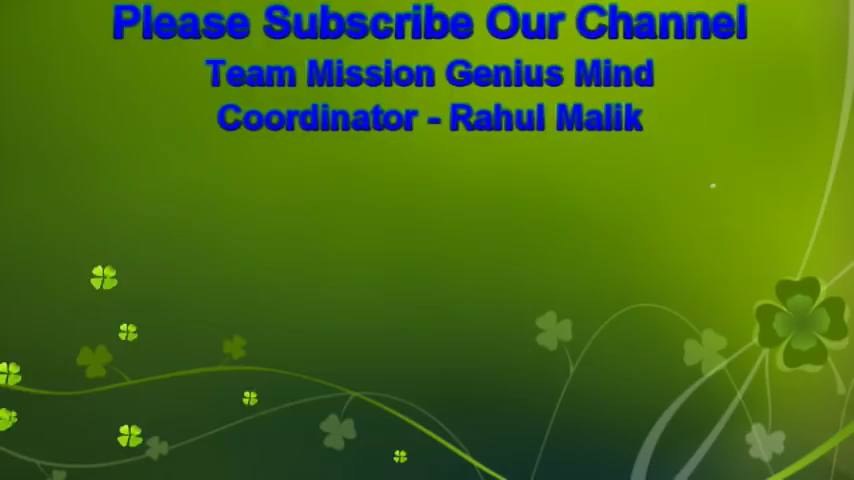 Please Subscribe Our Channel
Team Mission Genius Mind
Coordinator - Rahul Malik